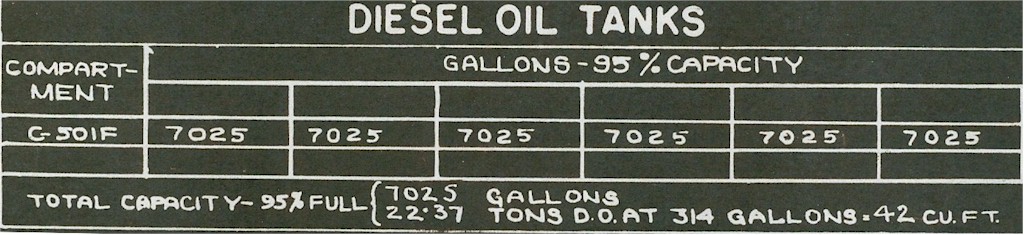 DIESEL OIL TANKS
COMPART-
MENT
GALLONS-95%CAPACITY
C-501F 7025 7025 7025 7025 7025 7025
TOTAL CAPACITY-95%FULL{7025 GALLONS
22.37 TONS D.O.AT 314 GALLONS=42 CU.FT.